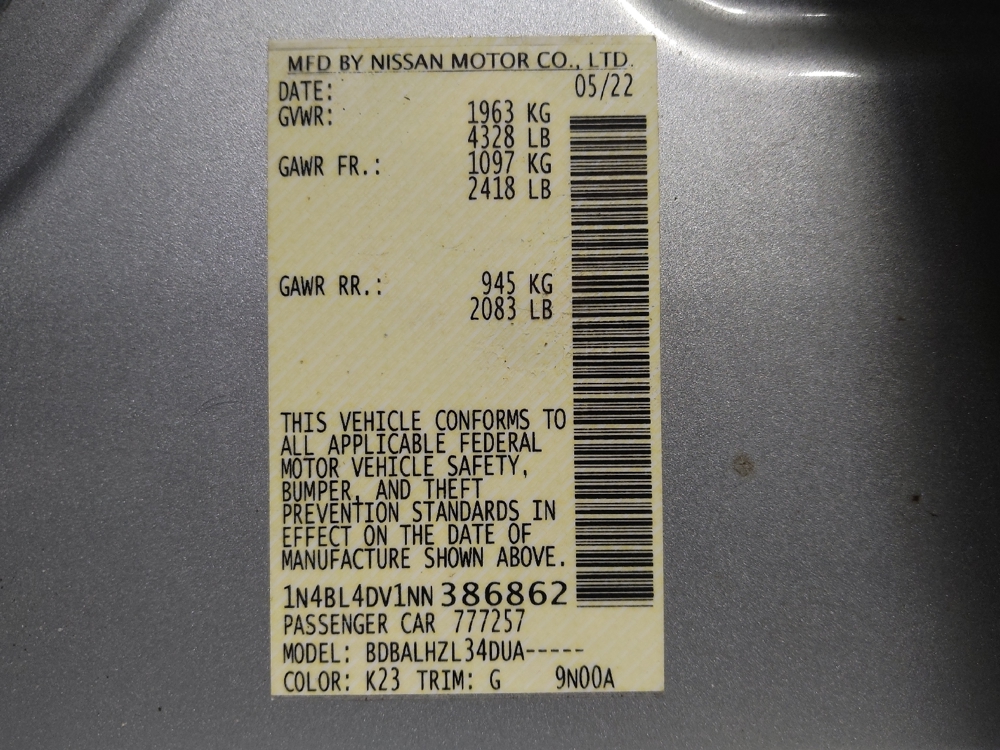 MFD BY NISSAN MOTOR CO., LTD.
DATE: 05/22
GVWR: 1963 KG
4328 LB
GAWR FR.: 1097 KG
2418 LB
GAWR RR.: 945 KG
2083 LB
THIS VEHICLE CONFORMS TO
ALL APPLICABLE FEDERAL
MOTOR VEHICLE SAFETY,
BUMPER, AND THEFT
PREVENTION STANDARDS IN
EFFECT ON THE DATE OF
MANUFACTURE SHOWN ABOVE.
1N4BL4DV1NN386862
PASSENGER CAR 777257
MODEL: BDBALHZL34DUA-----
COLOR: K23 TRIM: G 9N00A